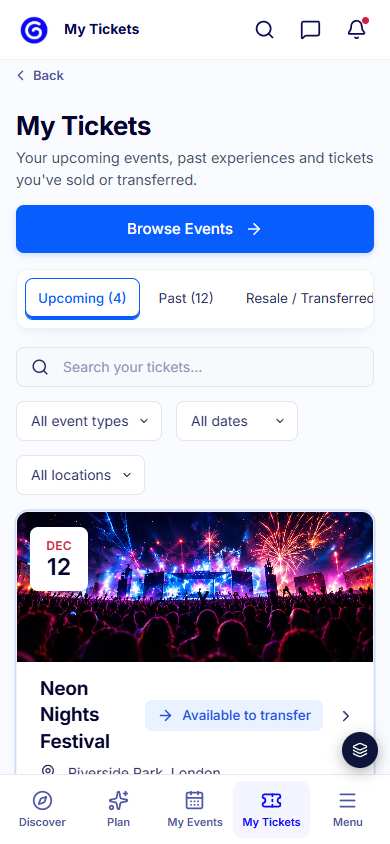 My Tickets
Back
My Tickets
Your upcoming events, past experiences and tickets
you've sold or transferred.
Browse Events
Upcoming (4)
Past (12)
Resale / Transferred
Search your tickets...
All event types
All dates
All locations
DEC
12
Neon
Nights
Festival
Available to transfer
Riverside Park, London
Discover
Plan
My Events
My Tickets
Menu